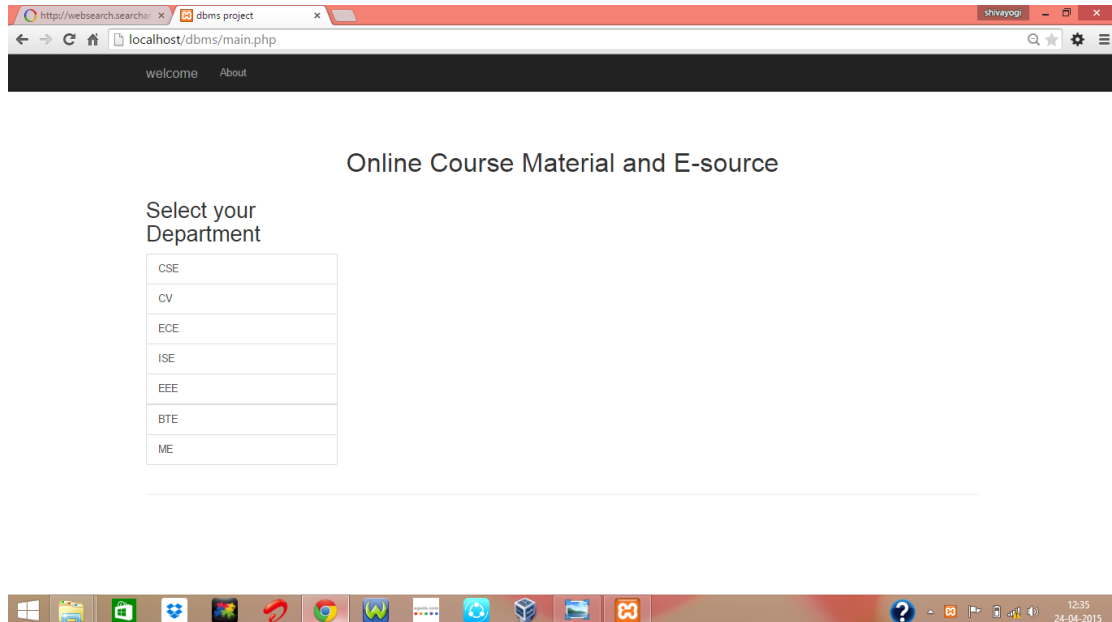 http://websearch.searchac
dbms project
shivayogi
localhost/dbms/main.php
welcome About
Online Course Material and E-source
Select your
Department
CSE
CV
ECE
ISE
EEE
BTE
ME
12:35
24-04-2015